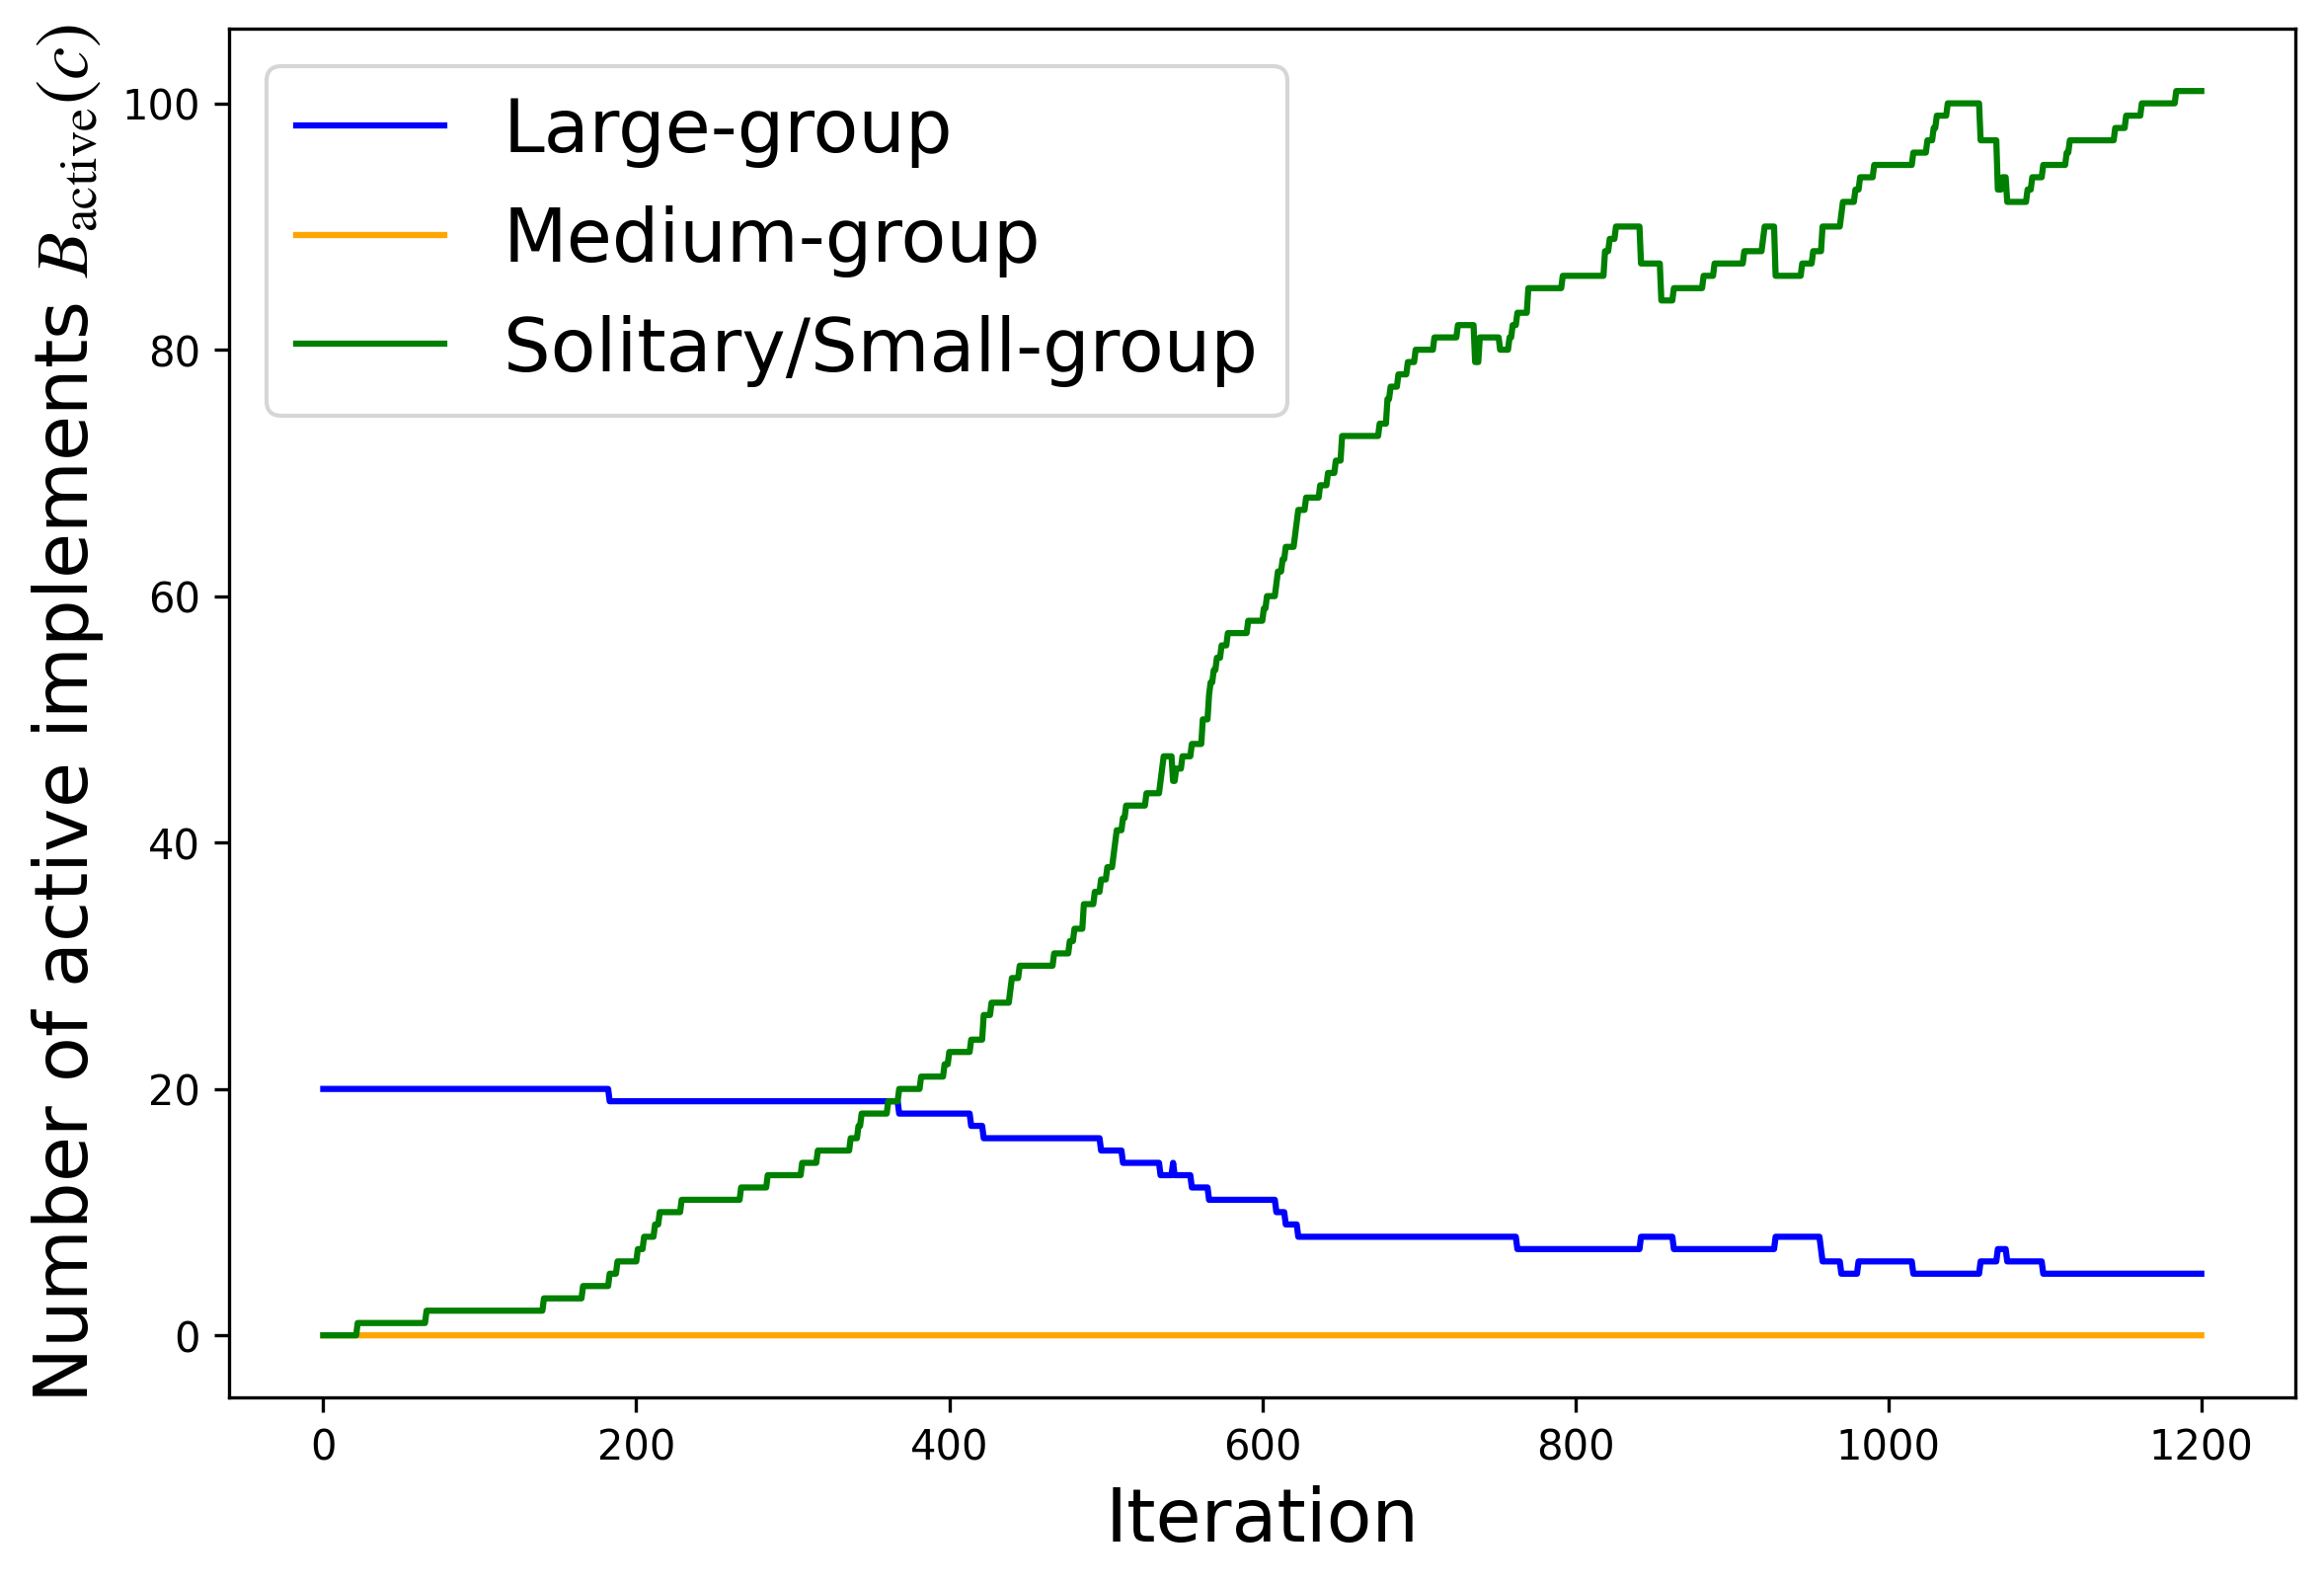 Number of active implements B_active(c)
100
80
60
40
20
0
Large-group
Medium-group
Solitary/Small-group
0 200 400 600 800 1000 1200
Iteration